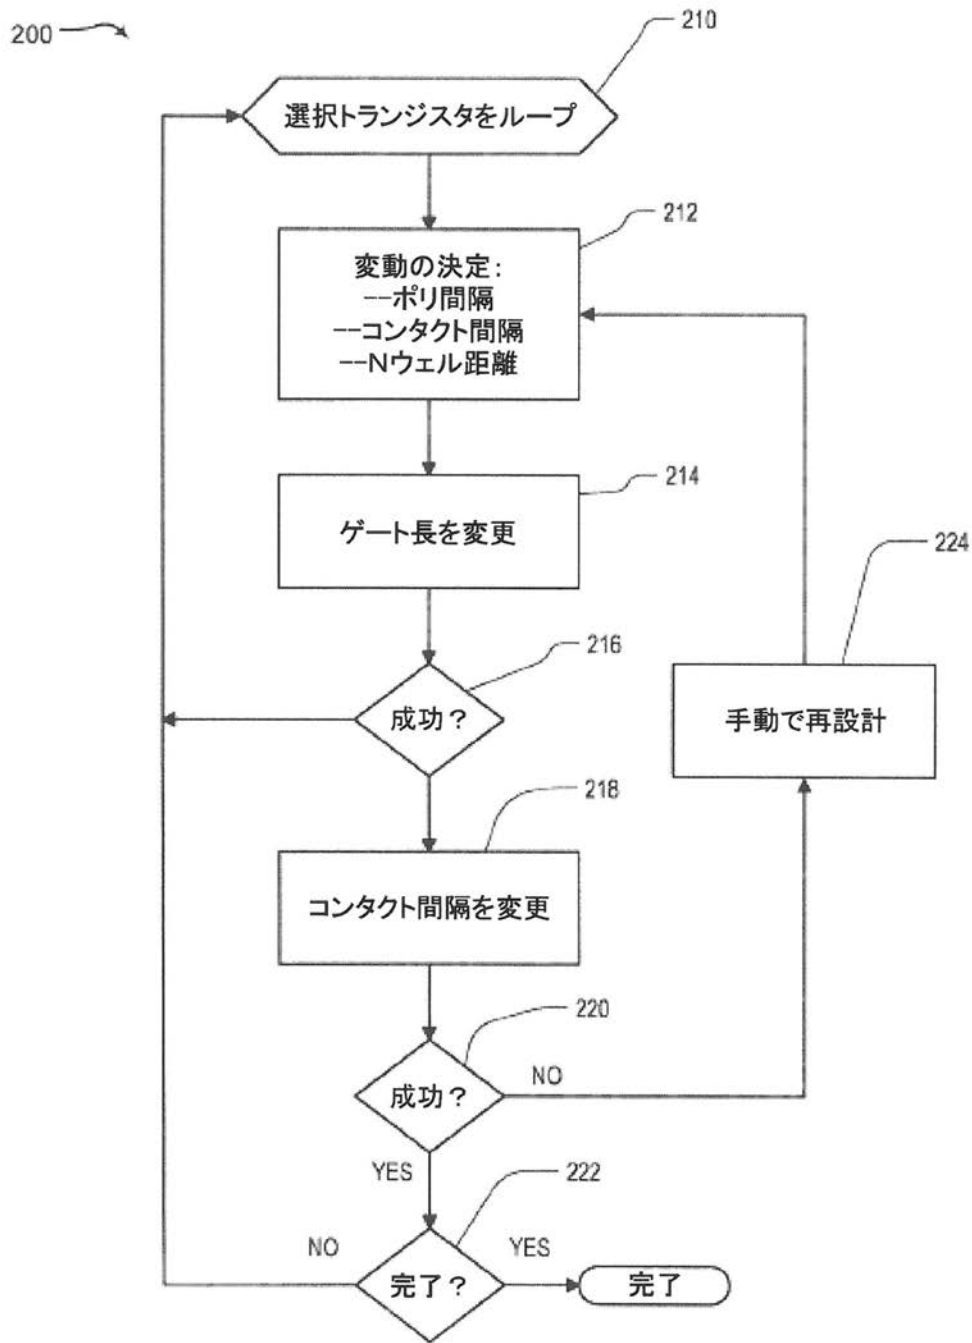 200
210
選択トランジスタをループ
212
変動の決定:
--ポリ間隔
--コンタクト間隔
--Nウェル距離
214
ゲート長を変更
224
216
成功?
手動で再設計
218
コンタクト間隔を変更
220
成功?
NO
YES
222
NO
YES
完了?
完了